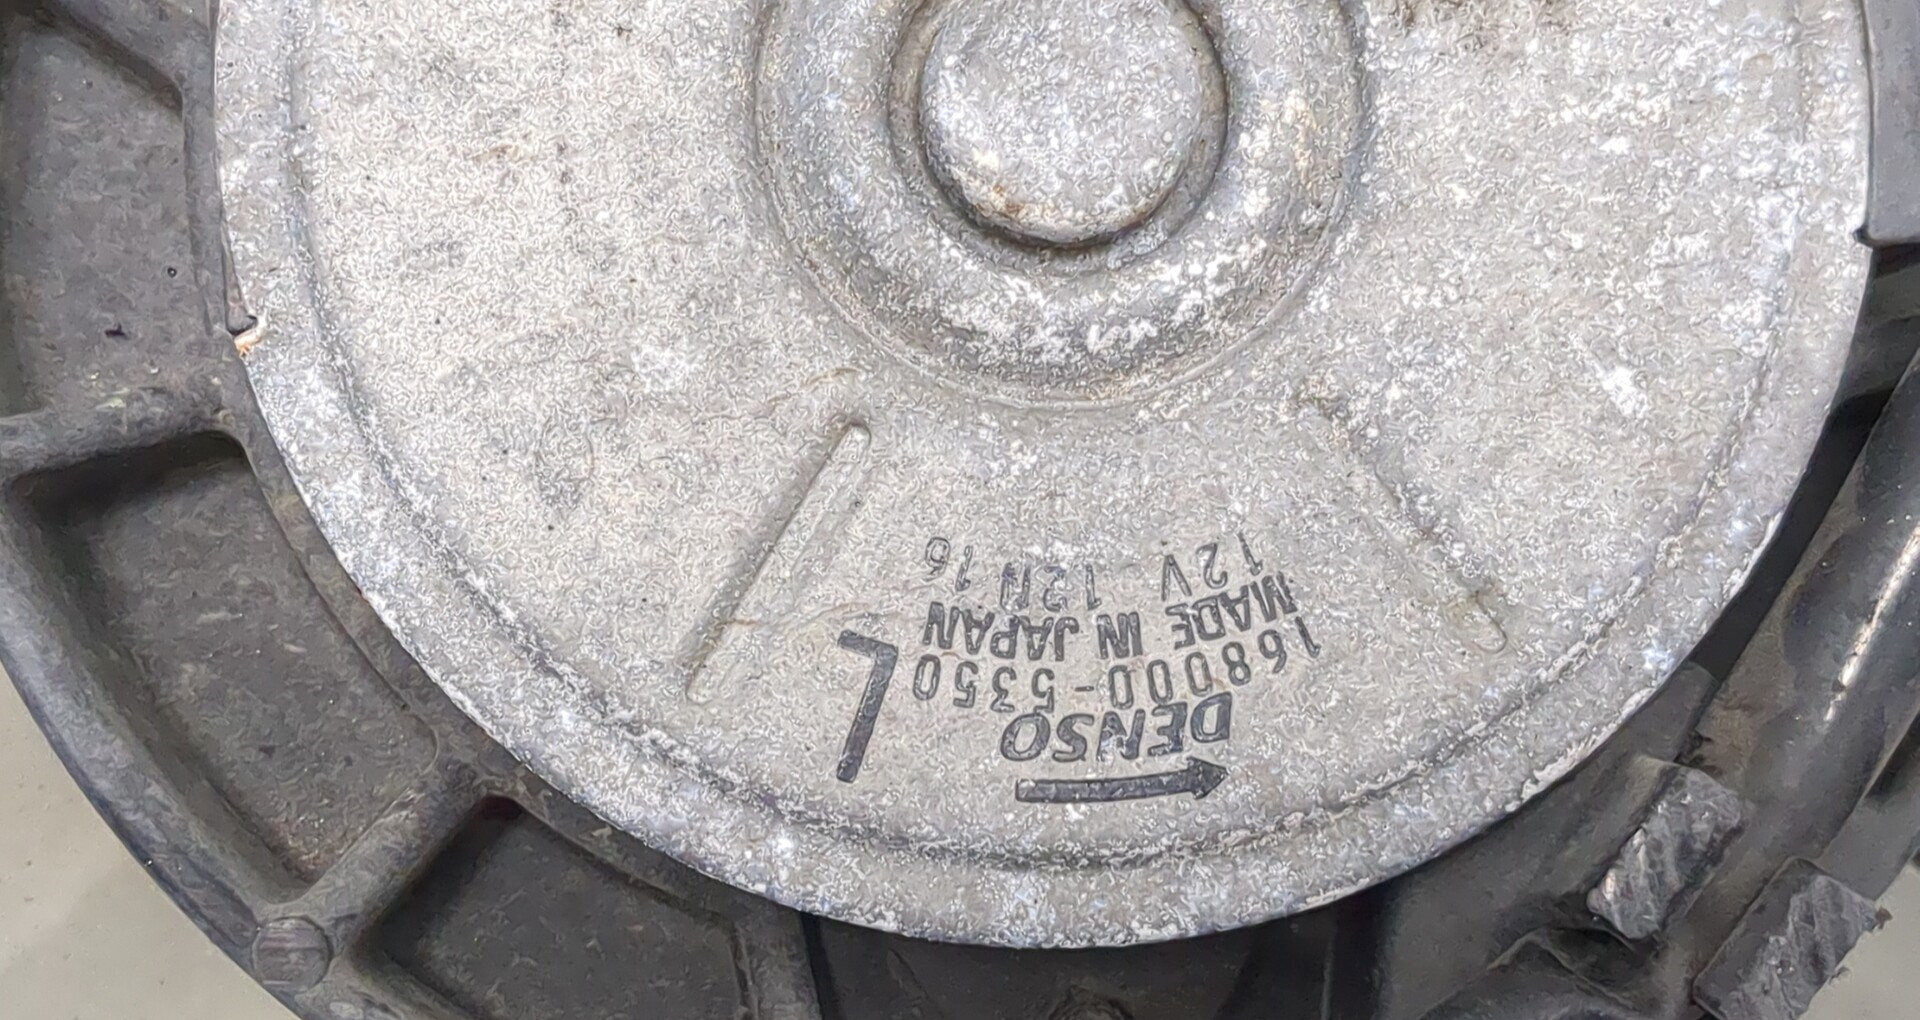 DENSO
168000-5350 L
MADE IN JAPAN
12V 12N 16